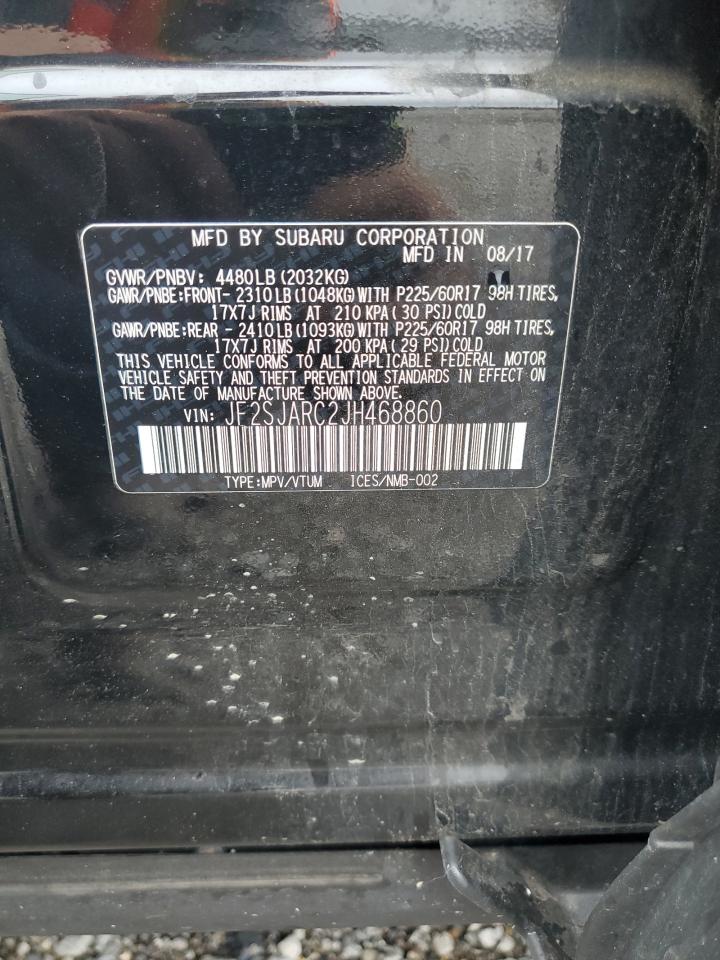 MFD BY SUBARU CORPORATION
MFD IN 08/17
GVWR/PNBV: 4480LB(2032KG)
GAWR/PNBE:FRONT- 2310LB(1048KG)WITH P225/60R17 98H TIRES,
17X7J RIMS AT 210 KPA(30 PSI)COLD
GAWR/PNBE:REAR - 2410LB(1093KG)WITH P225/60R17 98H TIRES,
17X7J RIMS AT 200 KPA(29 PSI)COLD
THIS VEHICLE CONFORMS TO ALL APPLICABLE FEDERAL MOTOR
VEHICLE SAFETY AND THEFT PREVENTION STANDARDS IN EFFECT ON
THE DATE OF MANUFACTURE SHOWN ABOVE.
VIN: JF2SJARC2JH468860
TYPE:MPV/VTUM ICES/NMB-002